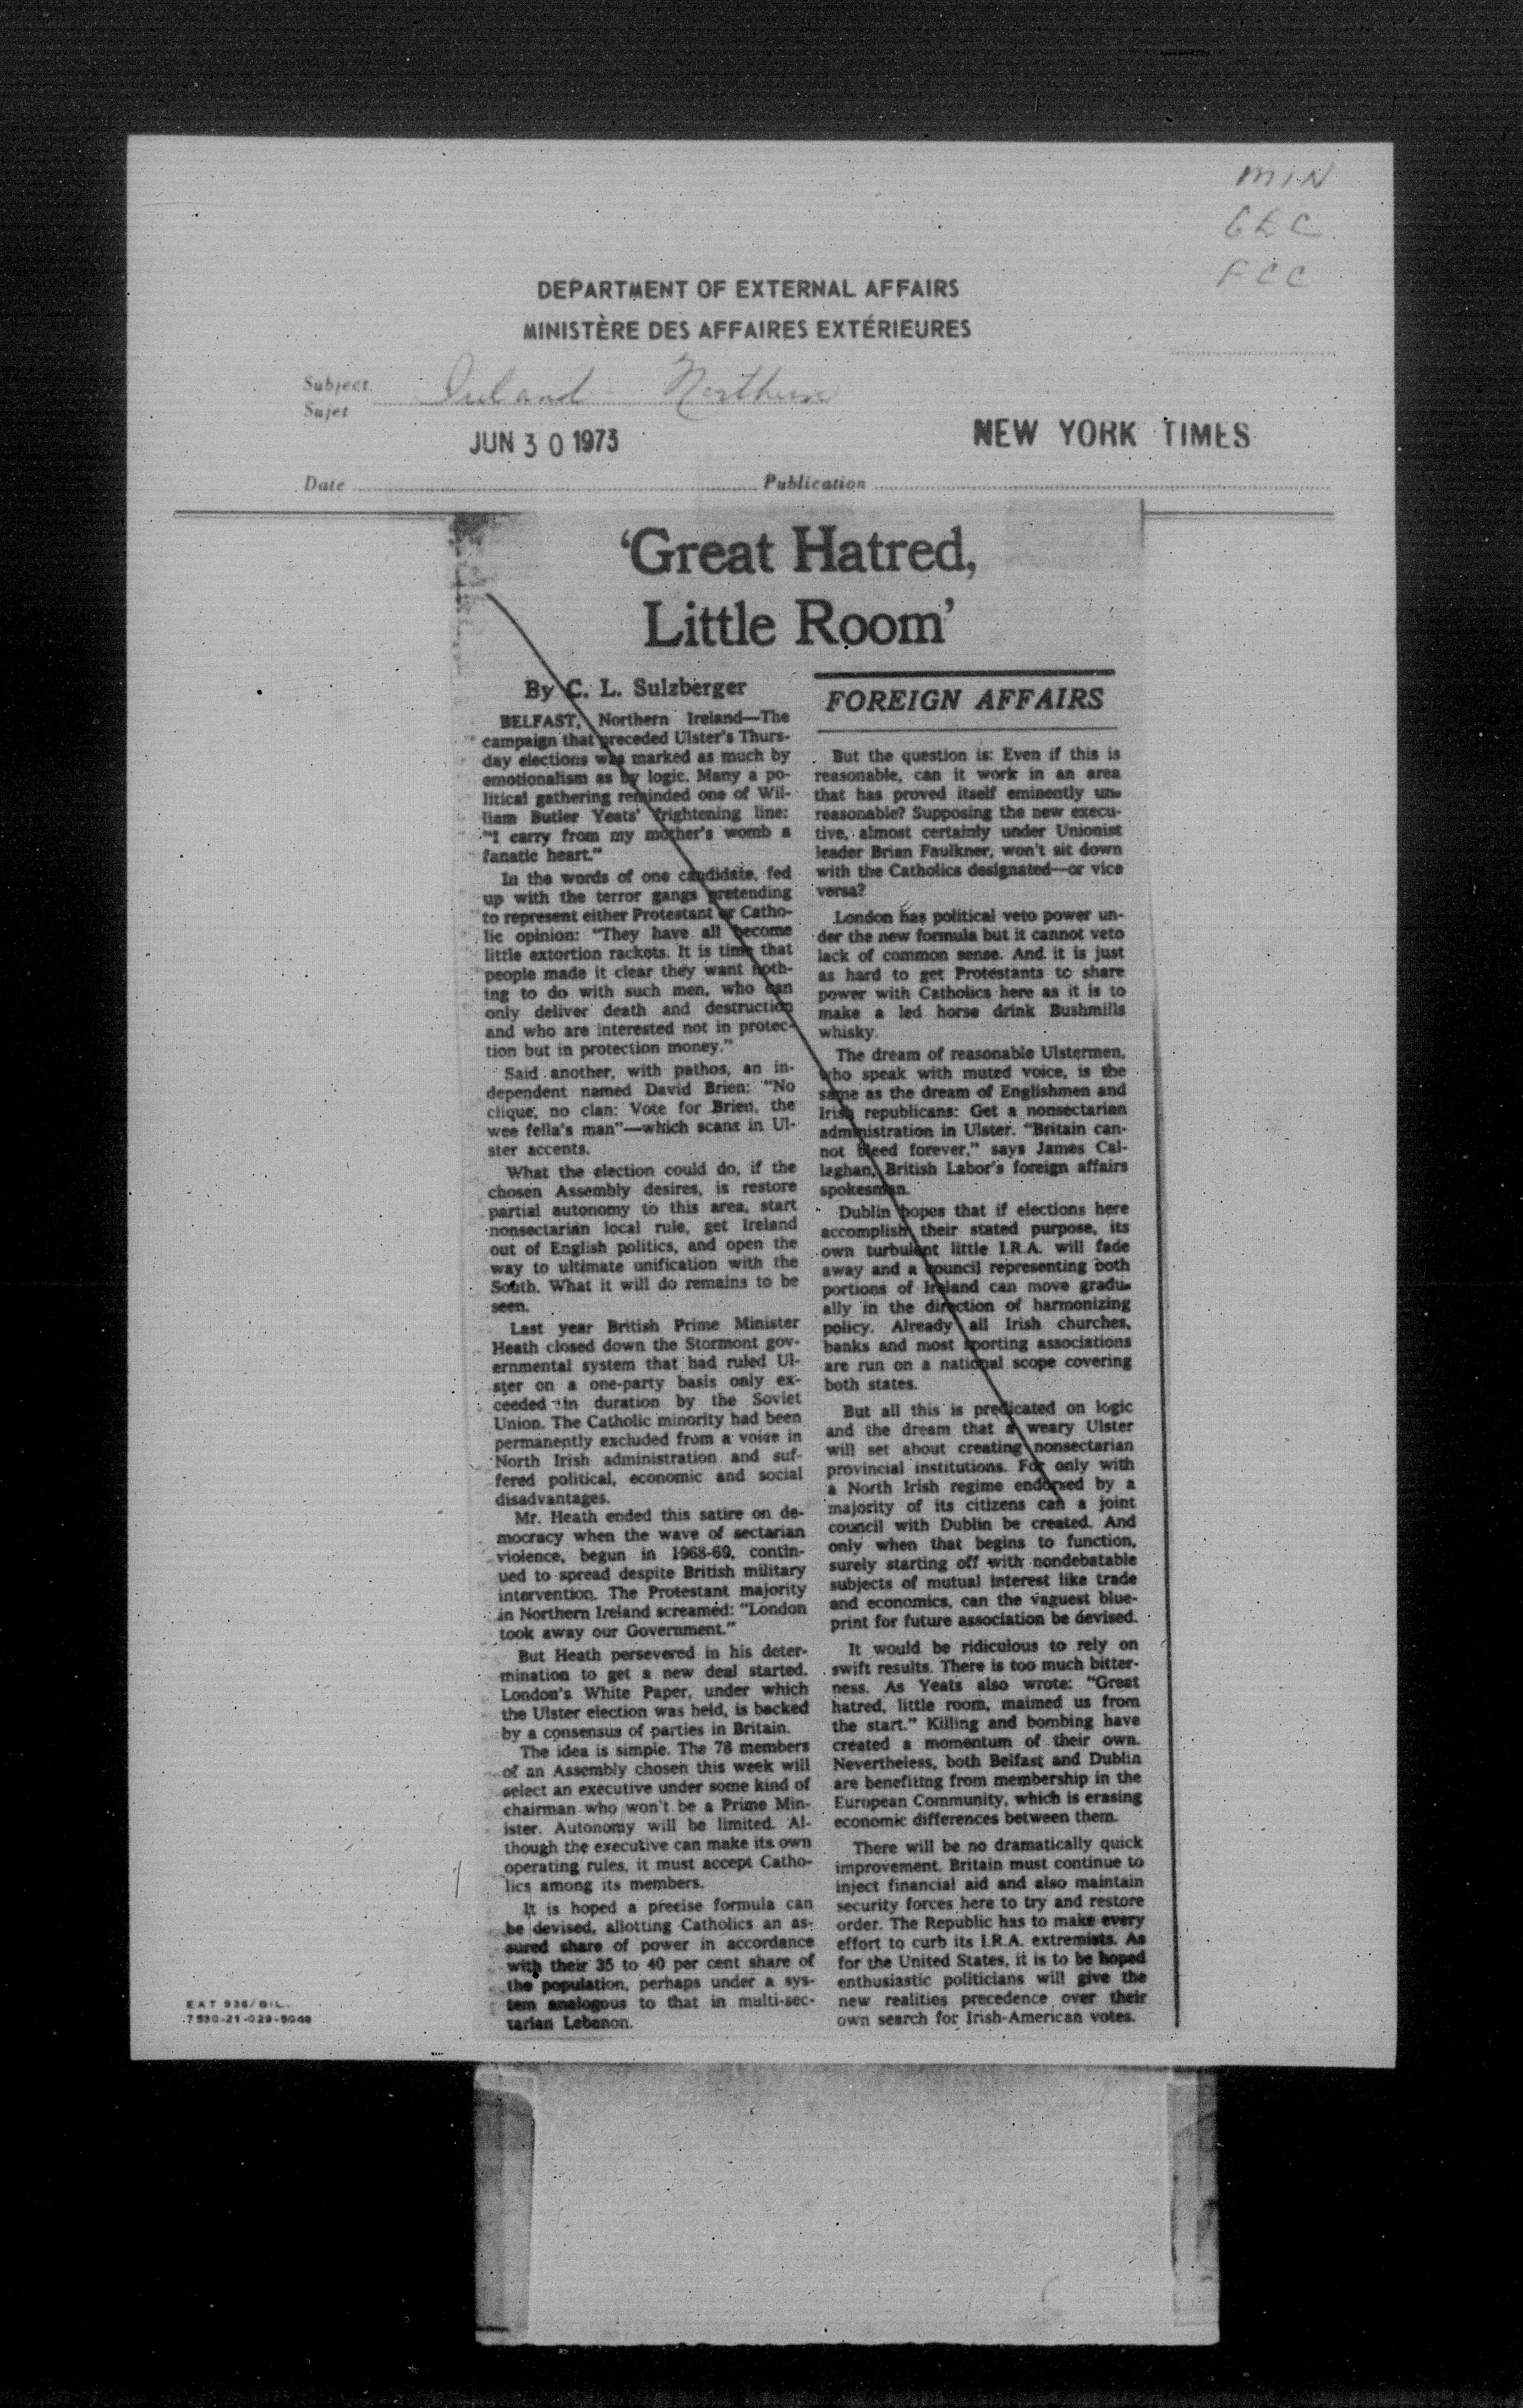 MIN
GEC
FCC
DEPARTMENT OF EXTERNAL AFFAIRS
MINISTÈRE DES AFFAIRES EXTÉRIEURES
Subject
Sujet
Ireland - Northern
JUN 30 1973
NEW YORK TIMES
Date
Publication
'Great Hatred,
Little Room'
By C. L. Sulzberger
BELFAST, Northern Ireland—The
campaign that preceded Ulster's Thurs-
day elections was marked as much by
emotionalism as by logic. Many a po-
litical gathering reminded one of Wil-
liam Butler Yeats' frightening line:
"I carry from my mother's womb a
fanatic heart."
In the words of one candidate, fed
up with the terror gangs pretending
to represent either Protestant or Catho-
lic opinion: "They have all become
little extortion rackets. It is time that
people made it clear they want noth-
ing to do with such men, who can
only deliver death and destruction
and who are interested not in protec-
tion but in protection money."
Said another, with pathos, an in-
dependent named David Brien: "No
clique, no clan: Vote for Brien, the
wee fella's man"—which scans in Ul-
ster accents.
What the election could do, if the
chosen Assembly desires, is restore
partial autonomy to this area, start
nonsectarian local rule, get Ireland
out of English politics, and open the
way to ultimate unification with the
South. What it will do remains to be
seen.
Last year British Prime Minister
Heath closed down the Stormont gov-
ernmental system that had ruled Ul-
ster on a one-party basis only ex-
ceeded in duration by the Soviet
Union. The Catholic minority had been
permanently excluded from a voice in
North Irish administration and suf-
fered political, economic and social
disadvantages.
Mr. Heath ended this satire on de-
mocracy when the wave of sectarian
violence, begun in 1968-69, contin-
ued to spread despite British military
intervention. The Protestant majority
in Northern Ireland screamed: "London
took away our Government."
But Heath persevered in his deter-
mination to get a new deal started.
London's White Paper, under which
the Ulster election was held, is backed
by a consensus of parties in Britain.
The idea is simple. The 78 members
of an Assembly chosen this week will
select an executive under some kind of
chairman who won't be a Prime Min-
ister. Autonomy will be limited. Al-
though the executive can make its own
operating rules, it must accept Catho-
lics among its members.
It is hoped a precise formula can
be devised, allotting Catholics an as-
sured share of power in accordance
with their 35 to 40 per cent share of
the population, perhaps under a sys-
tem analogous to that in multi-sec-
tarian Lebanon.
FOREIGN AFFAIRS
But the question is: Even if this is
reasonable, can it work in an area
that has proved itself eminently un-
reasonable? Supposing the new execu-
tive, almost certainly under Unionist
leader Brian Faulkner, won't sit down
with the Catholics designated—or vice
versa?
London has political veto power un-
der the new formula but it cannot veto
lack of common sense. And it is just
as hard to get Protestants to share
power with Catholics here as it is to
make a led horse drink Bushmills
whisky.
The dream of reasonable Ulstermen,
who speak with muted voice, is the
same as the dream of Englishmen and
Irish republicans: Get a nonsectarian
administration in Ulster. "Britain can-
not bleed forever," says James Cal-
laghan, British Labor's foreign affairs
spokesman.
Dublin hopes that if elections here
accomplish their stated purpose, its
own turbulent little I.R.A. will fade
away and a council representing both
portions of Ireland can move gradu-
ally in the direction of harmonizing
policy. Already all Irish churches,
banks and most sporting associations
are run on a national scope covering
both states.
But all this is predicated on logic
and the dream that a weary Ulster
will set about creating nonsectarian
provincial institutions. For only with
a North Irish regime endorsed by a
majority of its citizens can a joint
council with Dublin be created. And
only when that begins to function,
surely starting off with nondebatable
subjects of mutual interest like trade
and economics, can the vaguest blue-
print for future association be devised.
It would be ridiculous to rely on
swift results. There is too much bitter-
ness. As Yeats also wrote: "Great
hatred, little room, maimed us from
the start." Killing and bombing have
created a momentum of their own.
Nevertheless, both Belfast and Dublin
are benefiting from membership in the
European Community, which is erasing
economic differences between them.
There will be no dramatically quick
improvement. Britain must continue to
inject financial aid and also maintain
security forces here to try and restore
order. The Republic has to make every
effort to curb its I.R.A. extremists. As
for the United States, it is to be hoped
enthusiastic politicians will give the
new realities precedence over their
own search for Irish-American votes.
EXT 938/BIL.
7530-21-029-5048